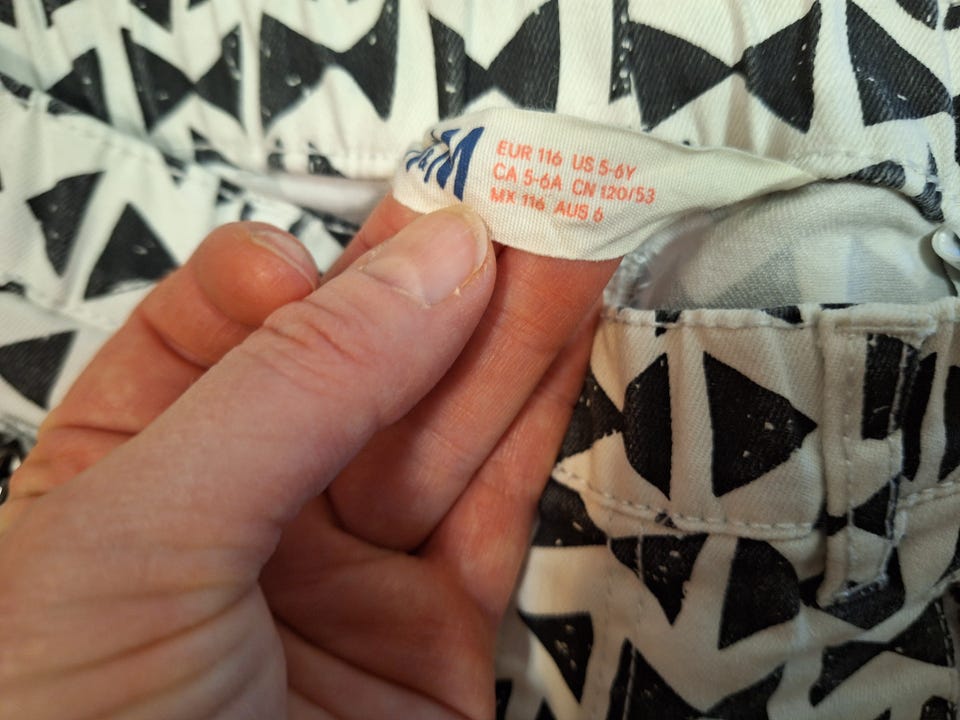 H&M
EUR 116 US 5-6Y
CA 5-6A CN 120/53
MX 116 AUS 6